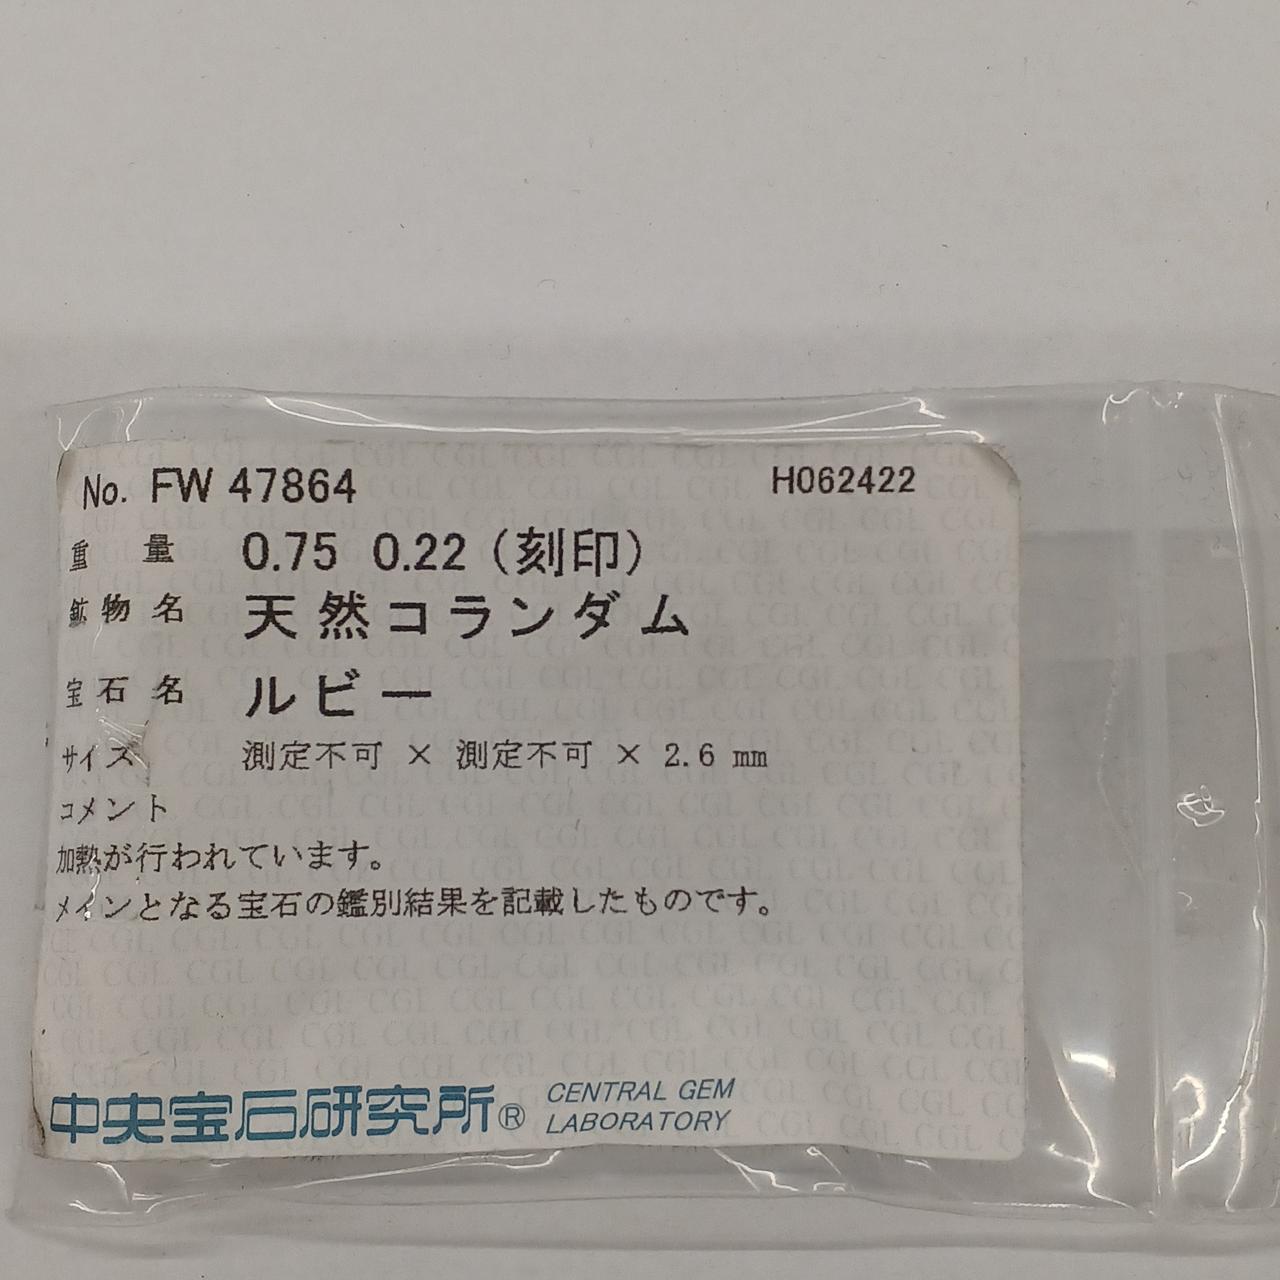 No. FW 47864 H062422
重量 0.75 0.22 (刻印)
鉱物名 天然コランダム
宝石名 ルビー
サイズ 測定不可 × 測定不可 × 2.6 mm
コメント
加熱が行われています。
メインとなる宝石の鑑別結果を記載したものです。
中央宝石研究所® CENTRAL GEM
LABORATORY